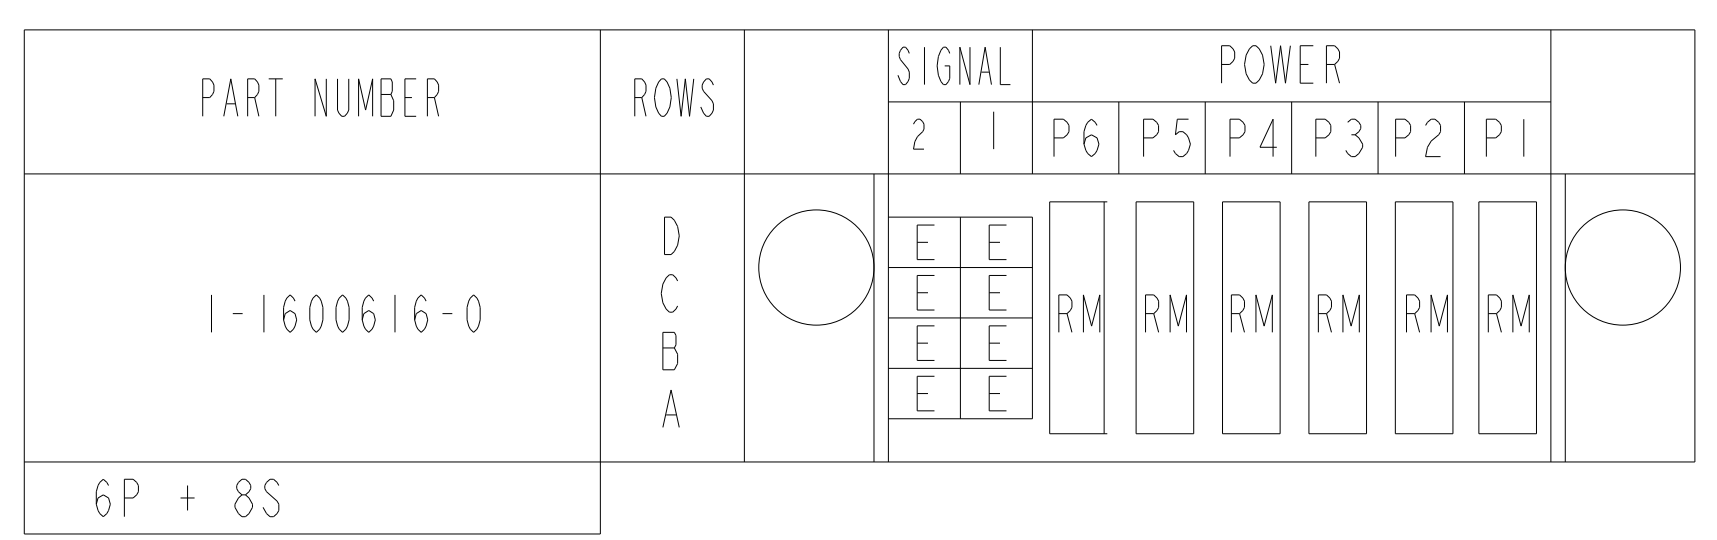 PART NUMBER ROWS SIGNAL POWER
2 1 P6 P5 P4 P3 P2 P1
D E E
C E E
1-1600616-0 RM RM RM RM RM RM
B E E
A E E
6P + 8S